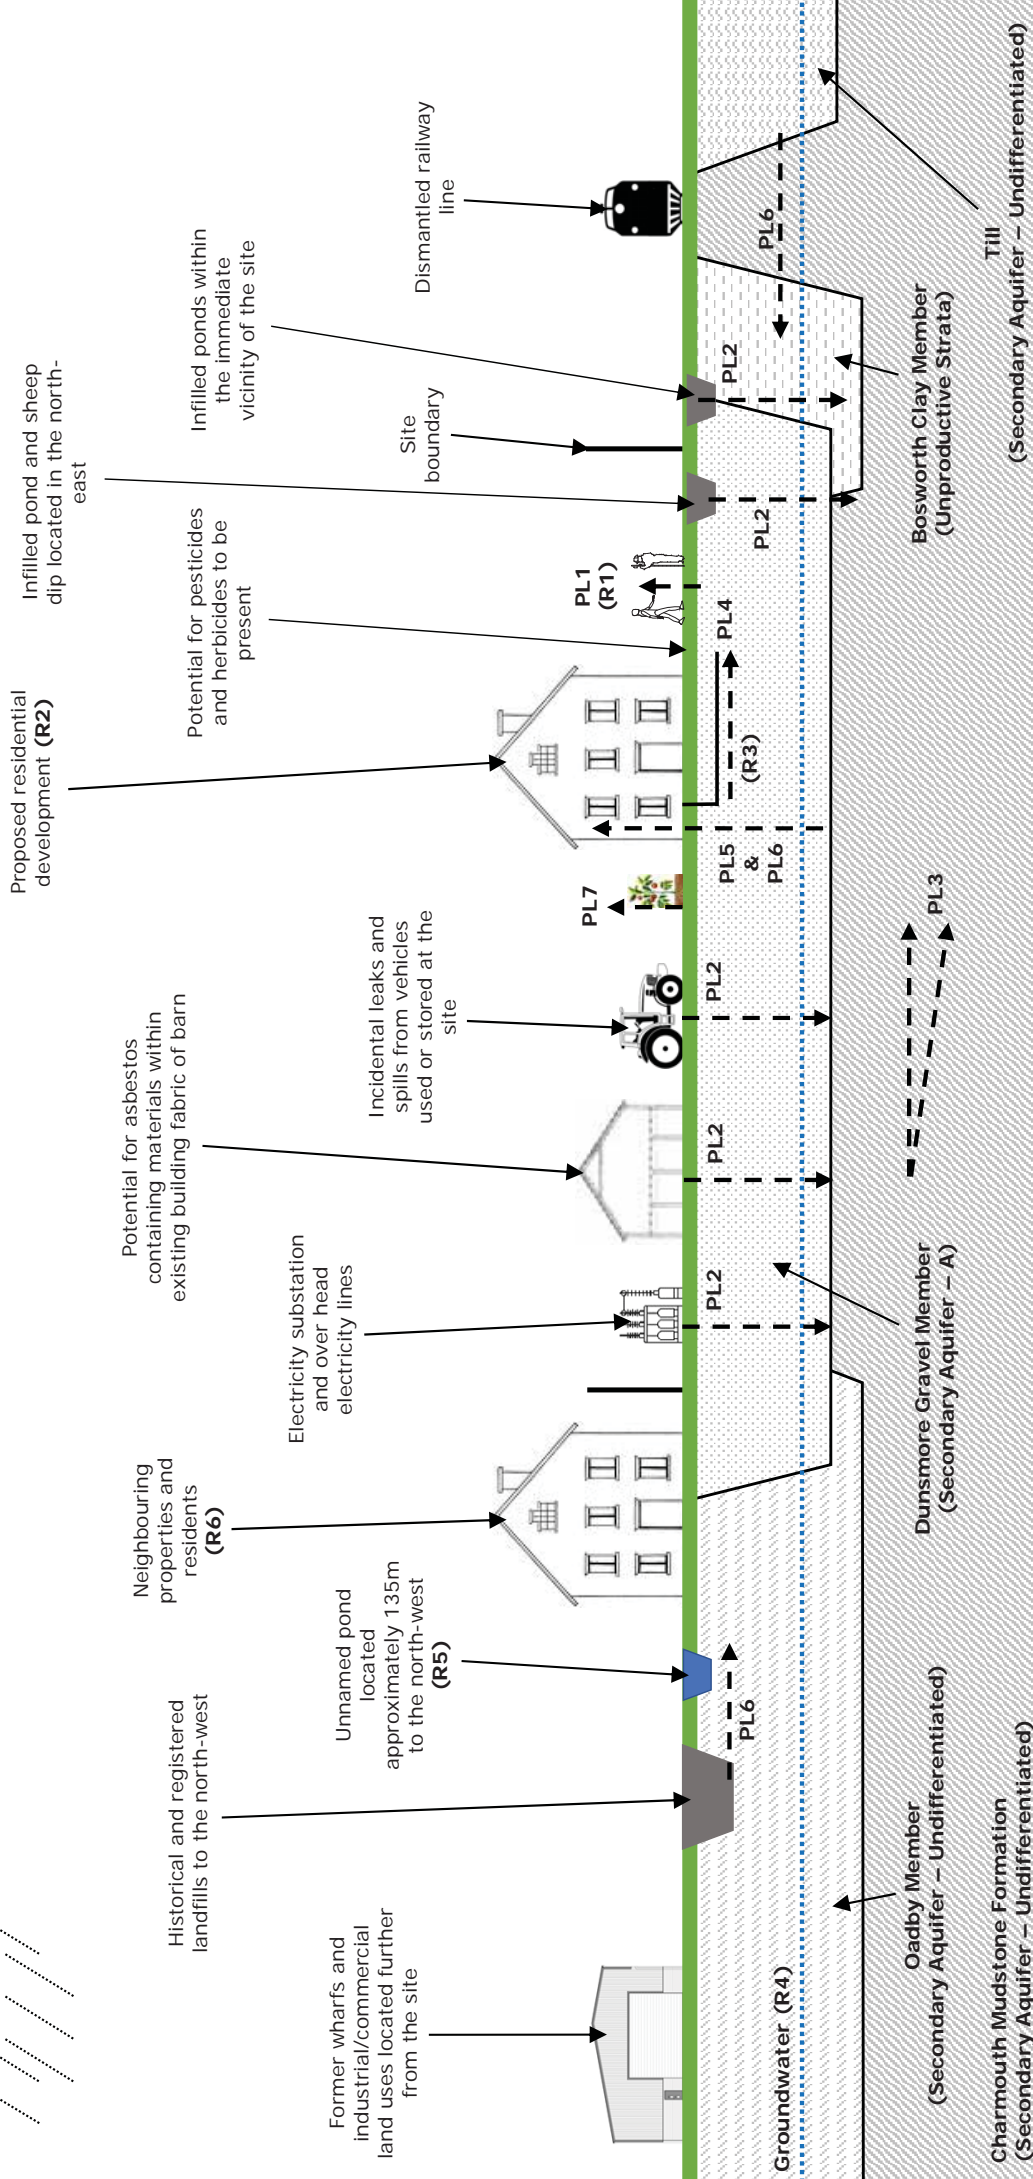 Former wharfs and
industrial/commercial
land uses located further
from the site
Historical and registered
landfills to the north-west
Unnamed pond
located
approximately 135m
to the north-west
(R5)
Neighbouring
properties and
residents
(R6)
Electricity substation
and over head
electricity lines
Potential for asbestos
containing materials within
existing building fabric of barn
Incidental leaks and
spills from vehicles
used or stored at the
site
Proposed residential
development (R2)
Potential for pesticides
and herbicides to be
present
Infilled pond and sheep
dip located in the north-
east
Site
boundary
Infilled ponds within
the immediate
vicinity of the site
Dismantled railway
line
PL7
PL1
(R1)
PL6
PL2
PL2
PL2
PL5
&
PL6
(R3)
PL4
PL2
PL2
PL6
Groundwater (R4)
PL3
Oadby Member
(Secondary Aquifer – Undifferentiated)
Dunsmore Gravel Member
(Secondary Aquifer – A)
Bosworth Clay Member
(Unproductive Strata)
Till
(Secondary Aquifer – Undifferentiated)
Charmouth Mudstone Formation
(Secondary Aquifer – Undifferentiated)